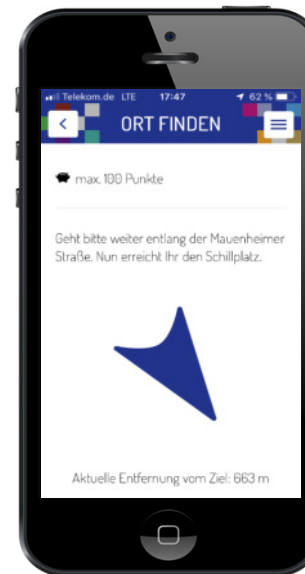 Telekom.de LTE 17:47 62 %
ORT FINDEN
max. 100 Punkte
Geht bitte weiter entlang der Mauenheimer
Straße. Nun erreicht Ihr den Schillplatz.
Aktuelle Entfernung vom Ziel: 663 m